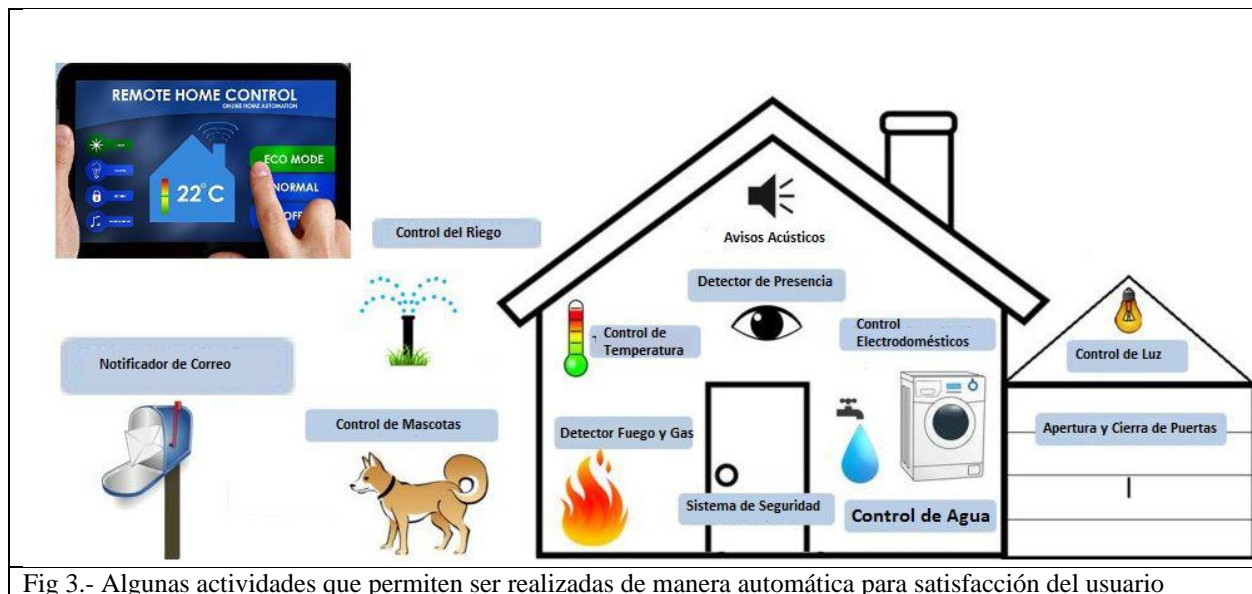 REMOTE HOME CONTROL
ONLINE HOME AUTOMATION
ECO MODE
22°C
NORMAL
OFF
Control del Riego
Avisos Acústicos
Detector de Presencia
Control de
Temperatura
Control
Electrodomésticos
Control de Luz
Notificador de Correo
Control de Mascotas
Detector Fuego y Gas
Apertura y Cierra de Puertas
Sistema de Seguridad
Control de Agua
Fig 3.- Algunas actividades que permiten ser realizadas de manera automática para satisfacción del usuario